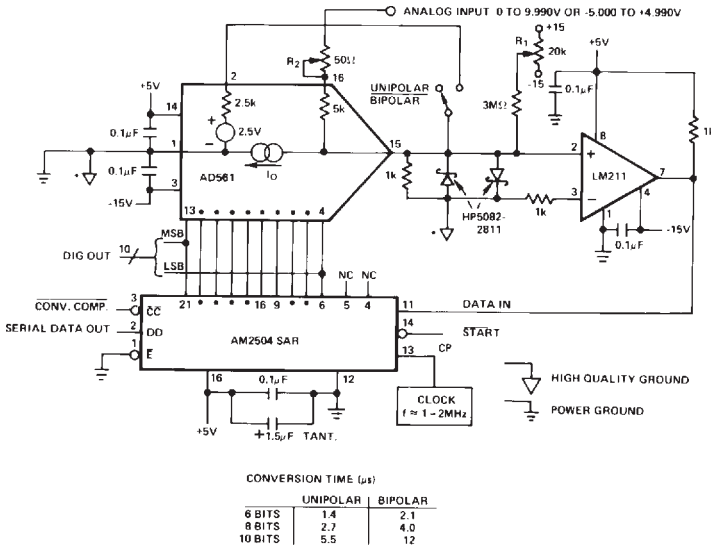 ANALOG INPUT 0 TO 9.990V OR -5.000 TO +4.990V
R2
50Ω
16
2
+15
R1
20k
-15
+5V
UNIPOLAR
BIPOLAR
+5V
14
2.5k
5k
3MΩ
0.1μF
0.1μF
+
2.5V
-
1
15
8
1k
2
+
0.1μF
IO
1k
LM211
7
3
AD561
3
-
-15V
1k
4
1
13
4
HP5082-
2811
-15V
0.1μF
MSB
DIG OUT
10
LSB
NC
NC
21
16
9
6
5
4
CONV. COMP.
3
CC
11
DATA IN
SERIAL DATA OUT
2
DD
AM2504 SAR
14
START
1
E
13
CP
16
12
0.1μF
+5V
+1.5μF TANT.
CLOCK
f ≈ 1-2MHz
HIGH QUALITY GROUND
POWER GROUND
CONVERSION TIME (μs)
UNIPOLAR BIPOLAR
6 BITS 1.4 2.1
8 BITS 2.7 4.0
10 BITS 5.5 12